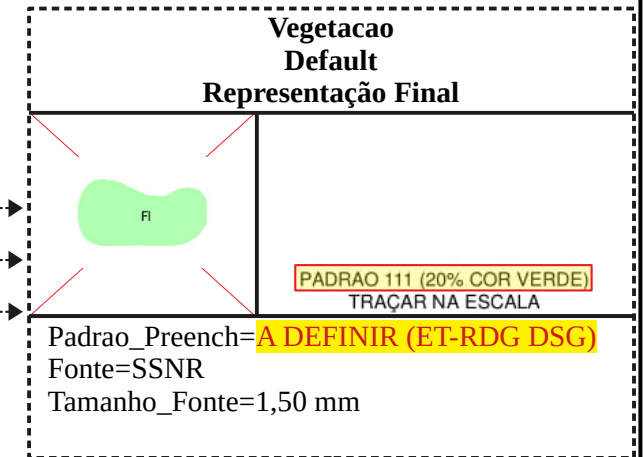 Vegetacao
Default
Representação Final
Fl
PADRAO 111 (20% COR VERDE)
TRAÇAR NA ESCALA
Padrao_Preench=A DEFINIR (ET-RDG DSG)
Fonte=SSNR
Tamanho_Fonte=1,50 mm